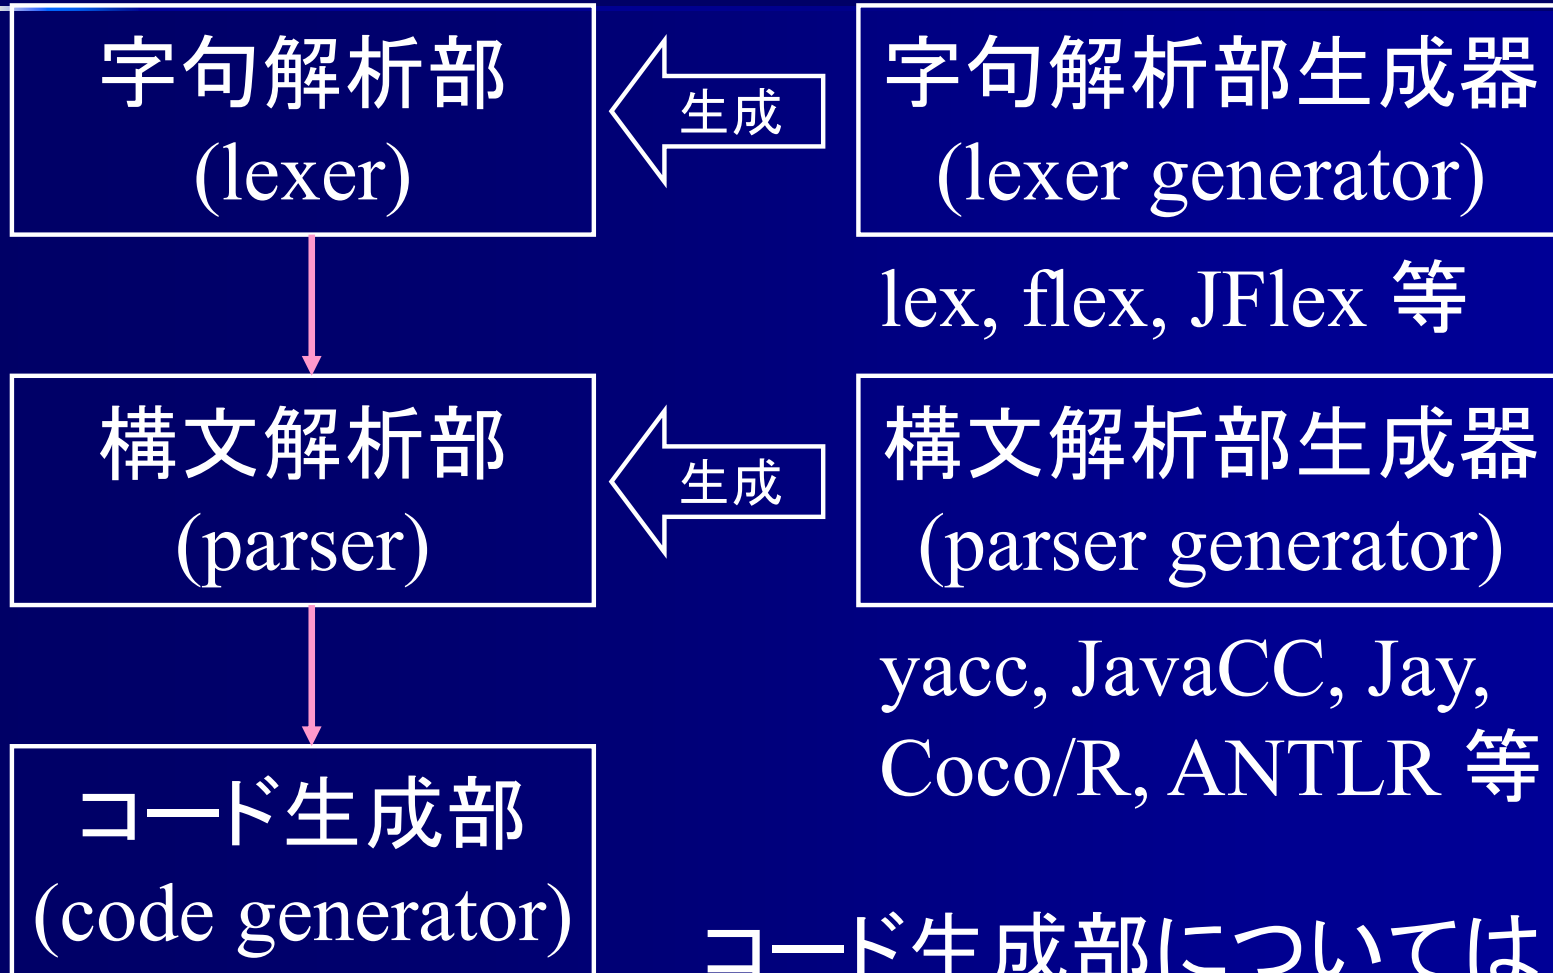 字句解析部
(lexer)
生成
字句解析部生成器
(lexer generator)
lex, flex, JFlex 等
構文解析部
(parser)
生成
構文解析部生成器
(parser generator)
yacc, JavaCC, Jay,
Coco/R, ANTLR 等
コード生成部
(code generator)
コード生成部については